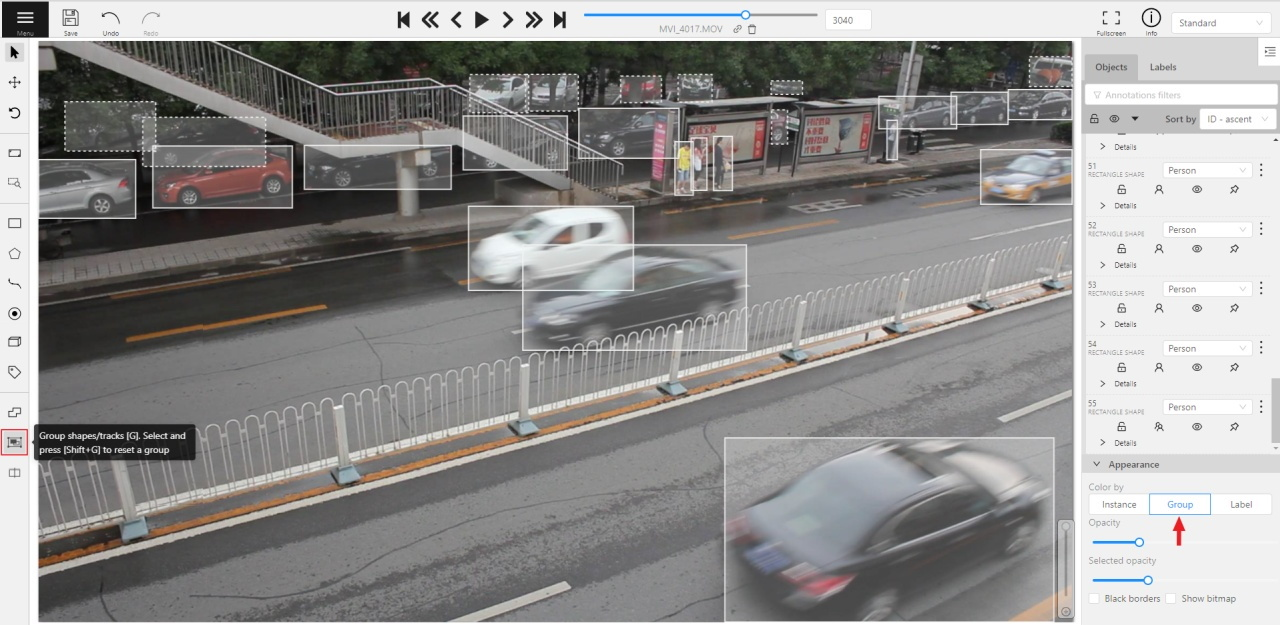 Menu
Save
Undo
Redo
MVI_4017.MOV
3040
Fullscreen
Info
Standard
Objects
Labels
Annotations filters
Sort by
ID - ascent
Details
51
RECTANGLE SHAPE
Person
Details
52
RECTANGLE SHAPE
Person
Details
53
RECTANGLE SHAPE
Person
Details
54
RECTANGLE SHAPE
Person
Details
55
RECTANGLE SHAPE
Person
Details
Group shapes/tracks [G]. Select and
press [Shift+G] to reset a group
Appearance
Color by
Instance
Group
Label
Opacity
Selected opacity
Black borders
Show bitmap